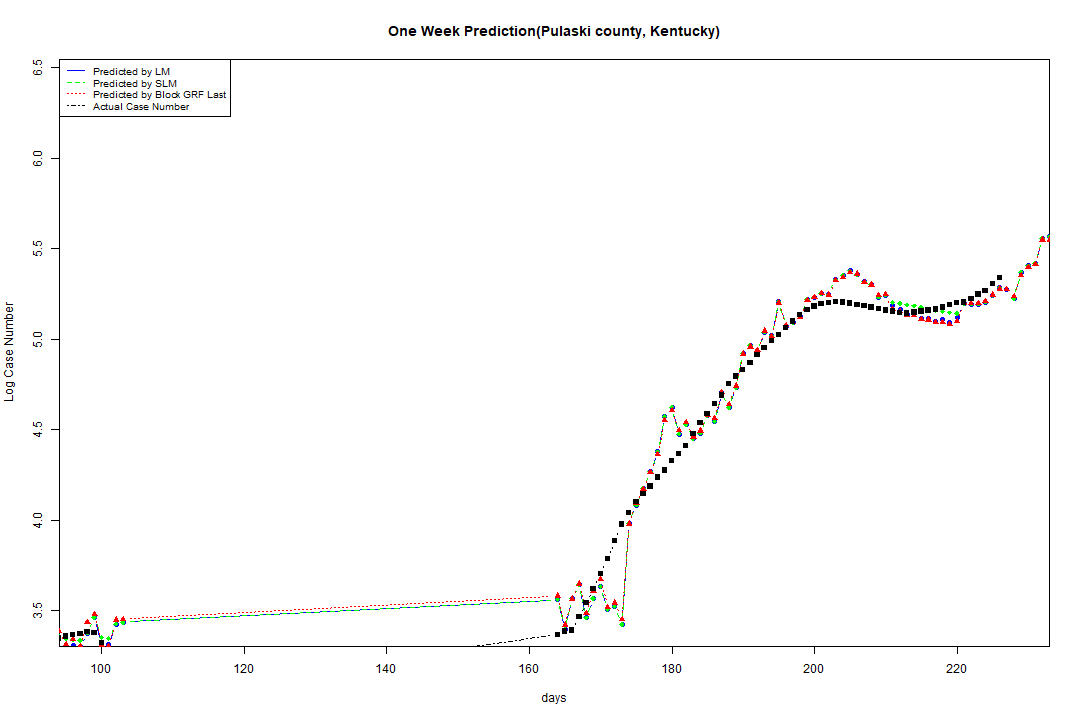 One Week Prediction(Pulaski county, Kentucky)
Predicted by LM
Predicted by SLM
Predicted by Block GRF Last
Actual Case Number
Log Case Number
6.5
6.0
5.5
5.0
4.5
4.0
3.5
100 120 140 160 180 200 220
days